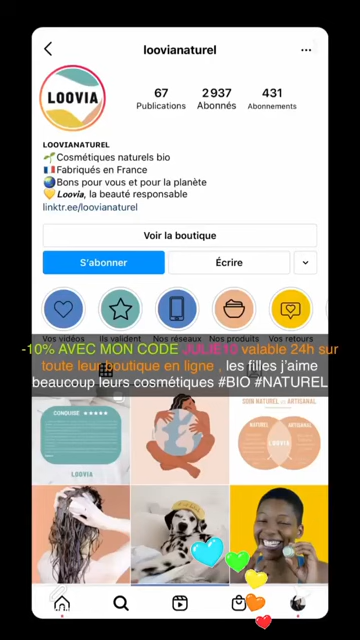 loovianaturel
LOOVIA
67
2 937
431
Publications
Abonnés
Abonnements
LOOVIANATUREL
🌱Cosmétiques naturels bio
🇫🇷Fabriqués en France
🌍Bons pour vous et pour la planète
💛Loovia, la beauté responsable
linktr.ee/loovianaturel
Voir la boutique
S'abonner
Écrire
Vos vidéos
Ils valident
Nos réseaux
Nos produits
Vos retours
-10% AVEC MON CODE JULIE10 valable 24h sur
toute leur boutique en ligne , les filles j'aime
beaucoup leurs cosmétiques #BIO #NATUREL
CONQUISE ★★★★★
LOOVIA
SOIN NATUREL vs ARTISANAL
NATUREL
ARTISANAL
LOOVIA